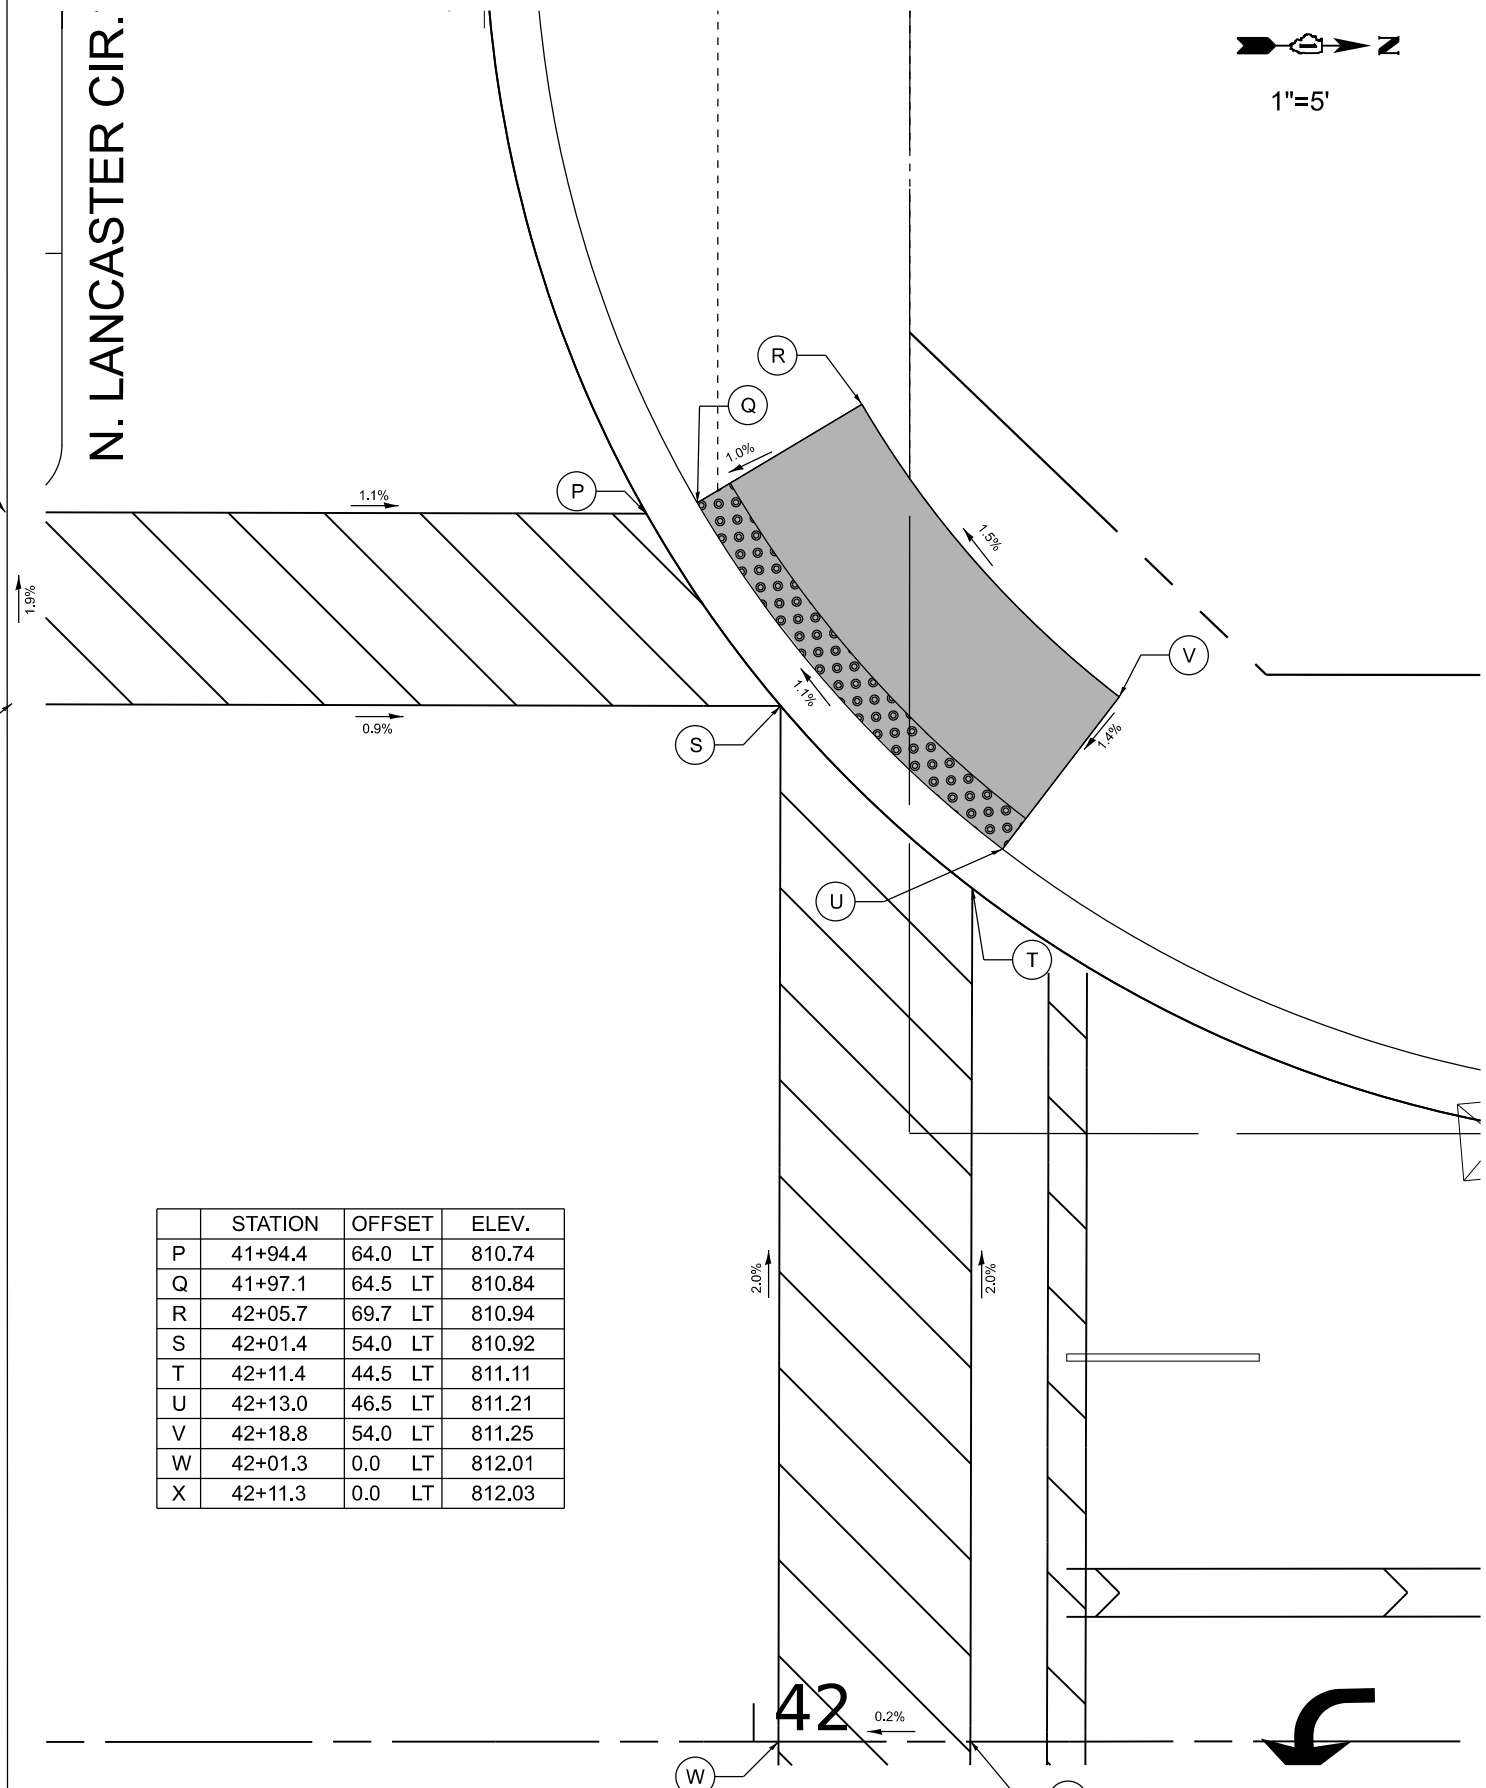 N. LANCASTER CIR.
N
1"=5'
R
Q
1.0%
P
1.1%
1.5%
1.9%
V
1.1%
0.9%
S
1.4%
U
T
STATION OFFSET ELEV.
P 41+94.4 64.0 LT 810.74
Q 41+97.1 64.5 LT 810.84
R 42+05.7 69.7 LT 810.94
S 42+01.4 54.0 LT 810.92
T 42+11.4 44.5 LT 811.11
U 42+13.0 46.5 LT 811.21
V 42+18.8 54.0 LT 811.25
W 42+01.3 0.0 LT 812.01
X 42+11.3 0.0 LT 812.03
2.0%
2.0%
42
0.2%
W